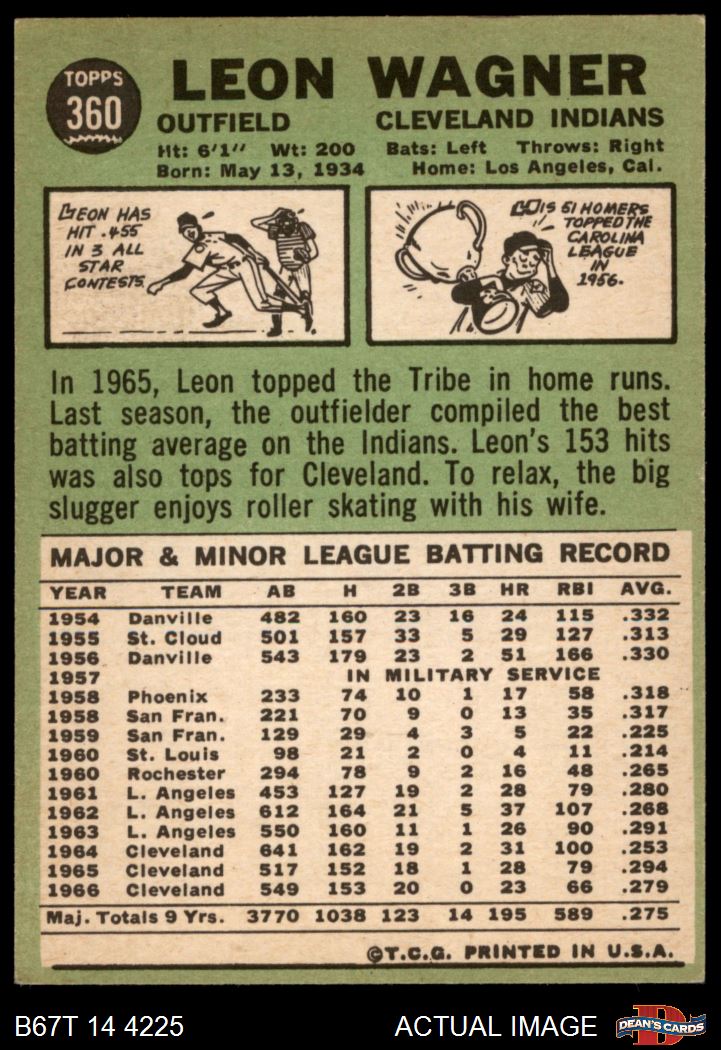 TOPPS
360
LEON WAGNER
OUTFIELD CLEVELAND INDIANS
Ht: 6'1" Wt: 200 Bats: Left Throws: Right
Born: May 13, 1934 Home: Los Angeles, Cal.
LEON HAS
HIT .455
IN 3 ALL
STAR
CONTESTS.
HIS 51 HOMERS
TOPPED THE
CAROLINA
LEAGUE
IN
1956.
In 1965, Leon topped the Tribe in home runs.
Last season, the outfielder compiled the best
batting average on the Indians. Leon's 153 hits
was also tops for Cleveland. To relax, the big
slugger enjoys roller skating with his wife.
MAJOR & MINOR LEAGUE BATTING RECORD
YEAR TEAM AB H 2B 3B HR RBI AVG.
1954 Danville 482 160 23 16 24 115 .332
1955 St. Cloud 501 157 33 5 29 127 .313
1956 Danville 543 179 23 2 51 166 .330
1957 IN MILITARY SERVICE
1958 Phoenix 233 74 10 1 17 58 .318
1958 San Fran. 221 70 9 0 13 35 .317
1959 San Fran. 129 29 4 3 5 22 .225
1960 St. Louis 98 21 2 0 4 11 .214
1960 Rochester 294 78 9 2 16 48 .265
1961 L. Angeles 453 127 19 2 28 79 .280
1962 L. Angeles 612 164 21 5 37 107 .268
1963 L. Angeles 550 160 11 1 26 90 .291
1964 Cleveland 641 162 19 2 31 100 .253
1965 Cleveland 517 152 18 1 28 79 .294
1966 Cleveland 549 153 20 0 23 66 .279
Maj. Totals 9 Yrs. 3770 1038 123 14 195 589 .275
©T.C.G. PRINTED IN U.S.A.
B67T 14 4225 ACTUAL IMAGE
DEAN'S CARDS